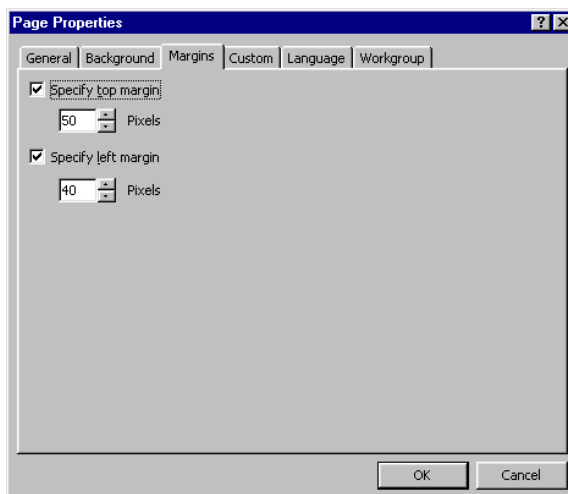 Page Properties
General Background Margins Custom Language Workgroup
Specify top margin
50 Pixels
Specify left margin
40 Pixels
OK Cancel